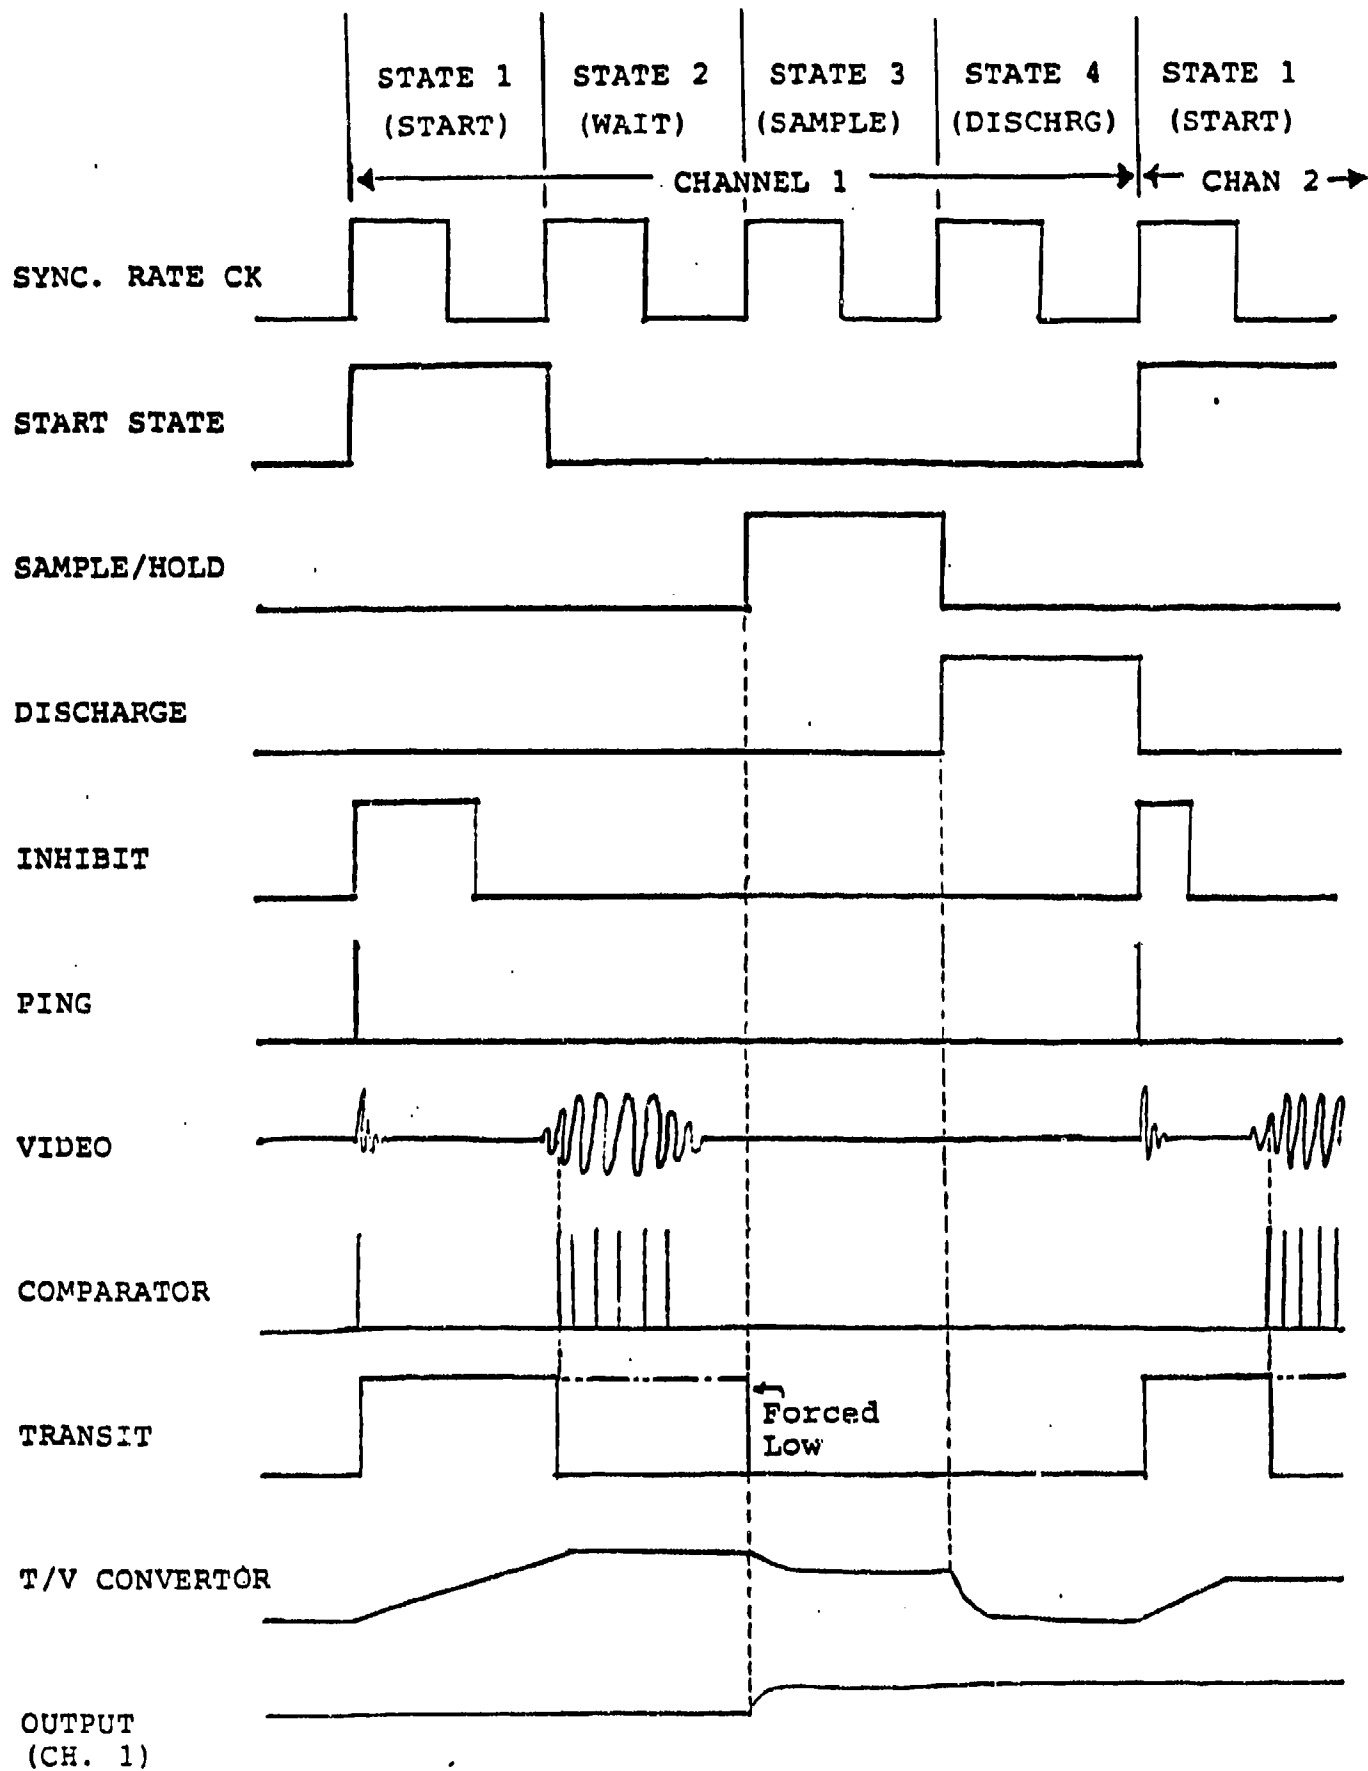 STATE 1
(START)
STATE 2
(WAIT)
STATE 3
(SAMPLE)
STATE 4
(DISCHRG)
STATE 1
(START)
CHANNEL 1
CHAN 2
SYNC. RATE CK
START STATE
SAMPLE/HOLD
DISCHARGE
INHIBIT
PING
VIDEO
COMPARATOR
TRANSIT
Forced
Low
T/V CONVERTOR
OUTPUT
(CH. 1)